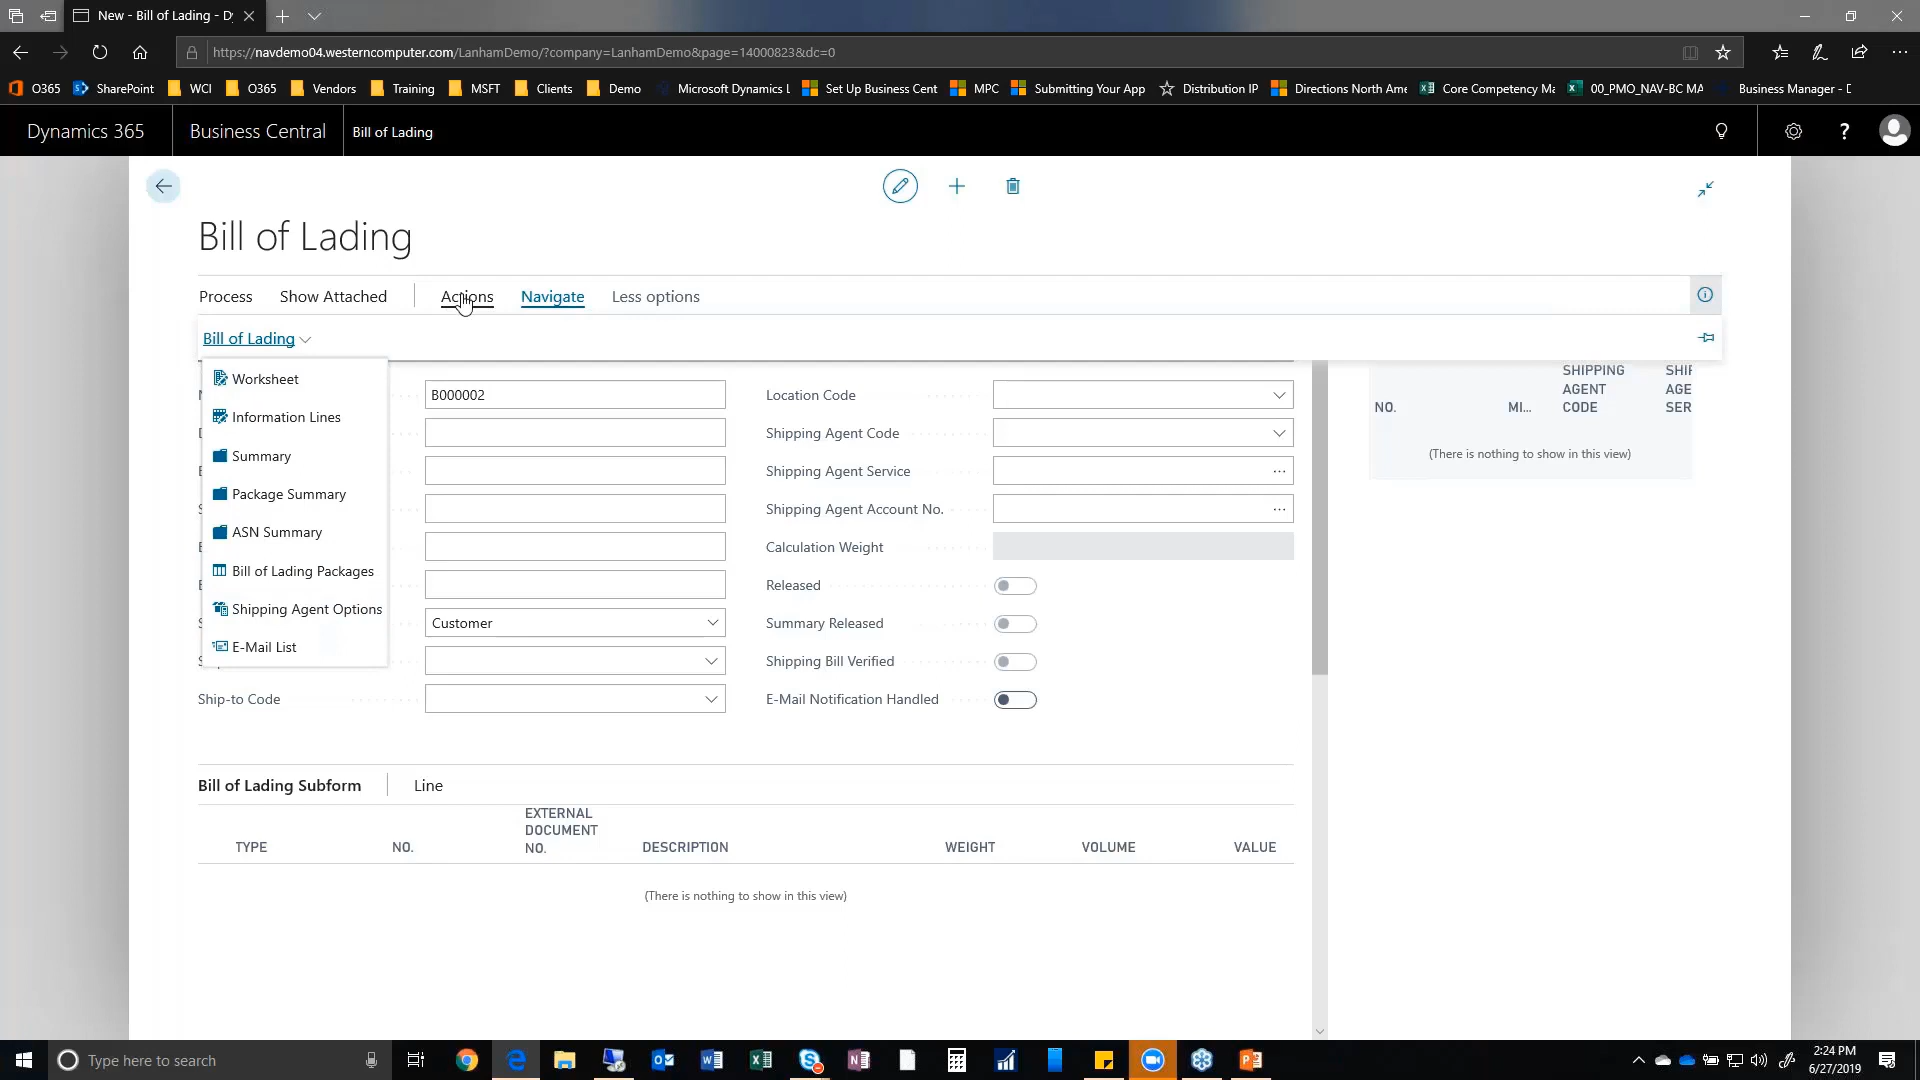 New - Bill of Lading - D
https://navdemo04.westerncomputer.com/LanhamDemo/?company=LanhamDemo&page=14000823&dc=0
O365 SharePoint WCI O365 Vendors Training MSFT Clients Demo Microsoft Dynamics Set Up Business Cent MPC Submitting Your App Distribution IP Directions North Ame Core Competency Ma 00_PMO_NAV-BC MA Business Manager -
Dynamics 365 Business Central Bill of Lading ?
Bill of Lading
Process Show Attached Actions Navigate Less options
Bill of Lading
Worksheet
Information Lines
Summary
Package Summary
ASN Summary
Bill of Lading Packages
Shipping Agent Options
E-Mail List
B000002
Customer
Ship-to Code
Location Code
Shipping Agent Code
Shipping Agent Service
Shipping Agent Account No.
Calculation Weight
Released
Summary Released
Shipping Bill Verified
E-Mail Notification Handled
NO. MI... SHIPPING AGENT CODE SHIP AGE SER
(There is nothing to show in this view)
Bill of Lading Subform Line
TYPE NO. EXTERNAL DOCUMENT NO. DESCRIPTION WEIGHT VOLUME VALUE
(There is nothing to show in this view)
Type here to search
2:24 PM
6/27/2019